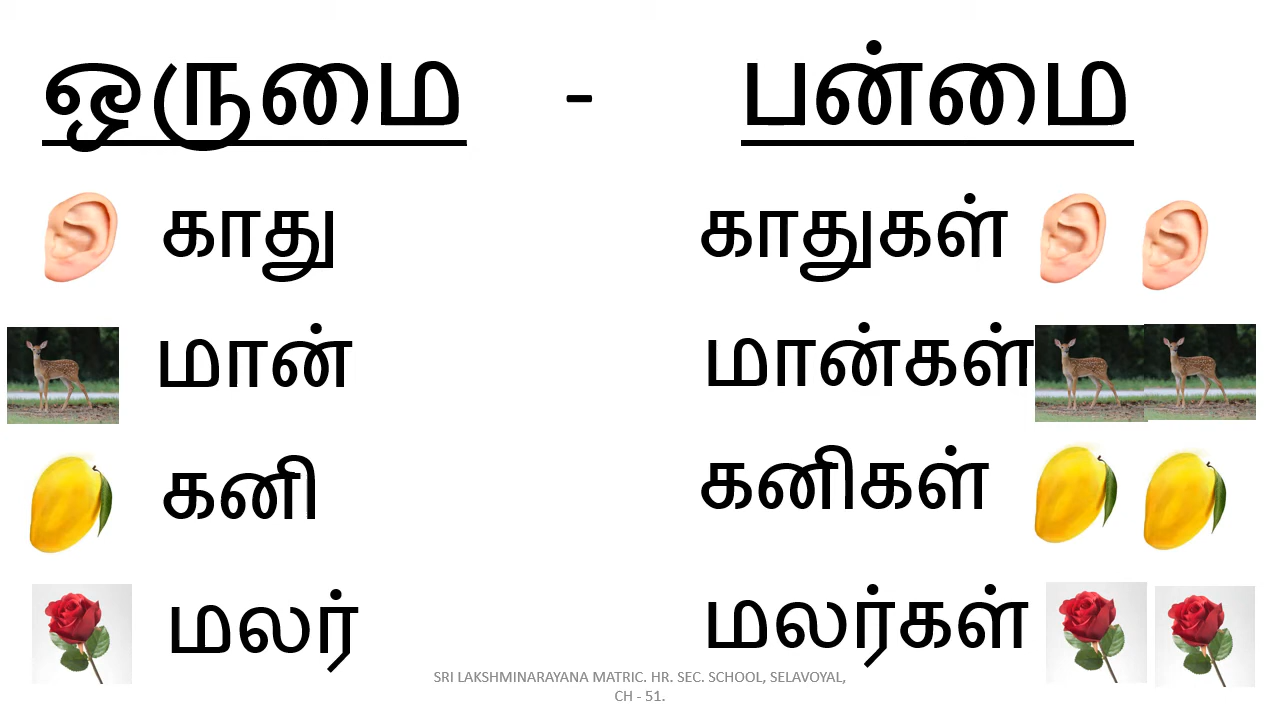 ஒருமை - பன்மை
காது காதுகள்
மான் மான்கள்
கனி கனிகள்
மலர் மலர்கள்
SRI LAKSHMINARAYANA MATRIC. HR. SEC. SCHOOL, SELAVOYAL,
CH - 51.